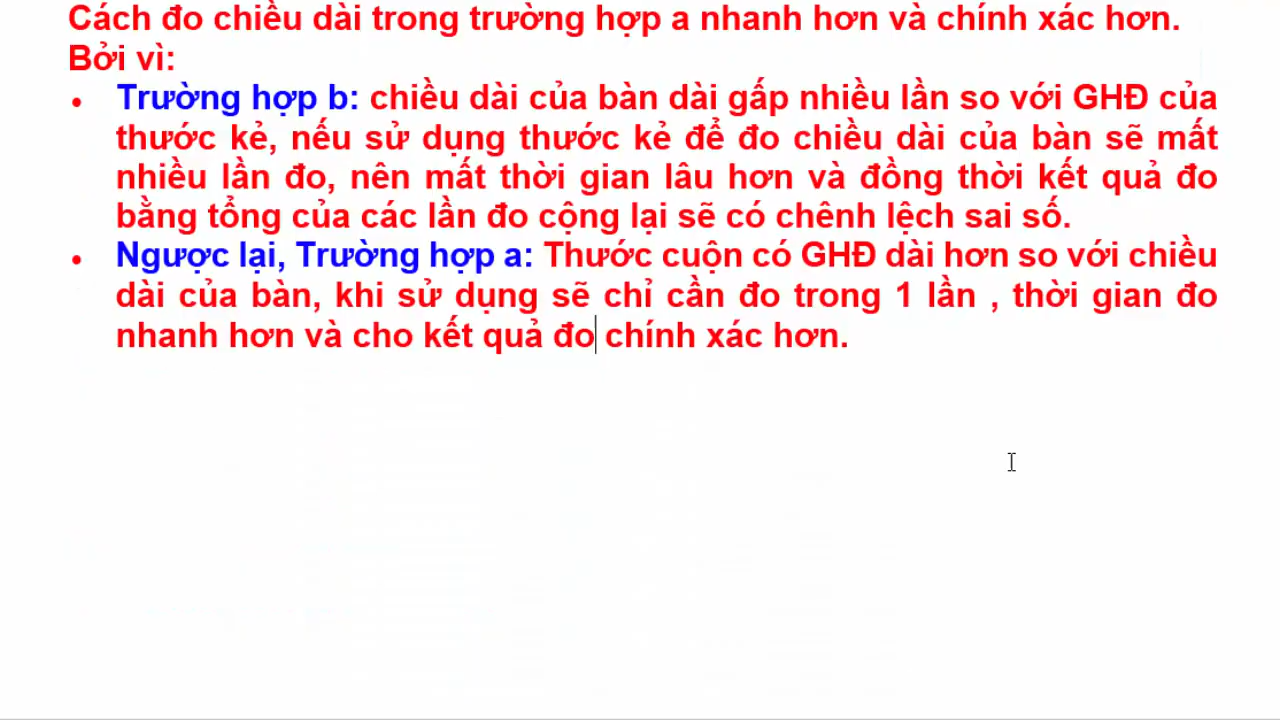 Cách đo chiều dài trong trường hợp a nhanh hơn và chính xác hơn.
Bởi vì:
• Trường hợp b: chiều dài của bàn dài gấp nhiều lần so với GHĐ của
thước kẻ, nếu sử dụng thước kẻ để đo chiều dài của bàn sẽ mất
nhiều lần đo, nên mất thời gian lâu hơn và đồng thời kết quả đo
bằng tổng của các lần đo cộng lại sẽ có chênh lệch sai số.
• Ngược lại, Trường hợp a: Thước cuộn có GHĐ dài hơn so với chiều
dài của bàn, khi sử dụng sẽ chỉ cần đo trong 1 lần , thời gian đo
nhanh hơn và cho kết quả đo chính xác hơn.